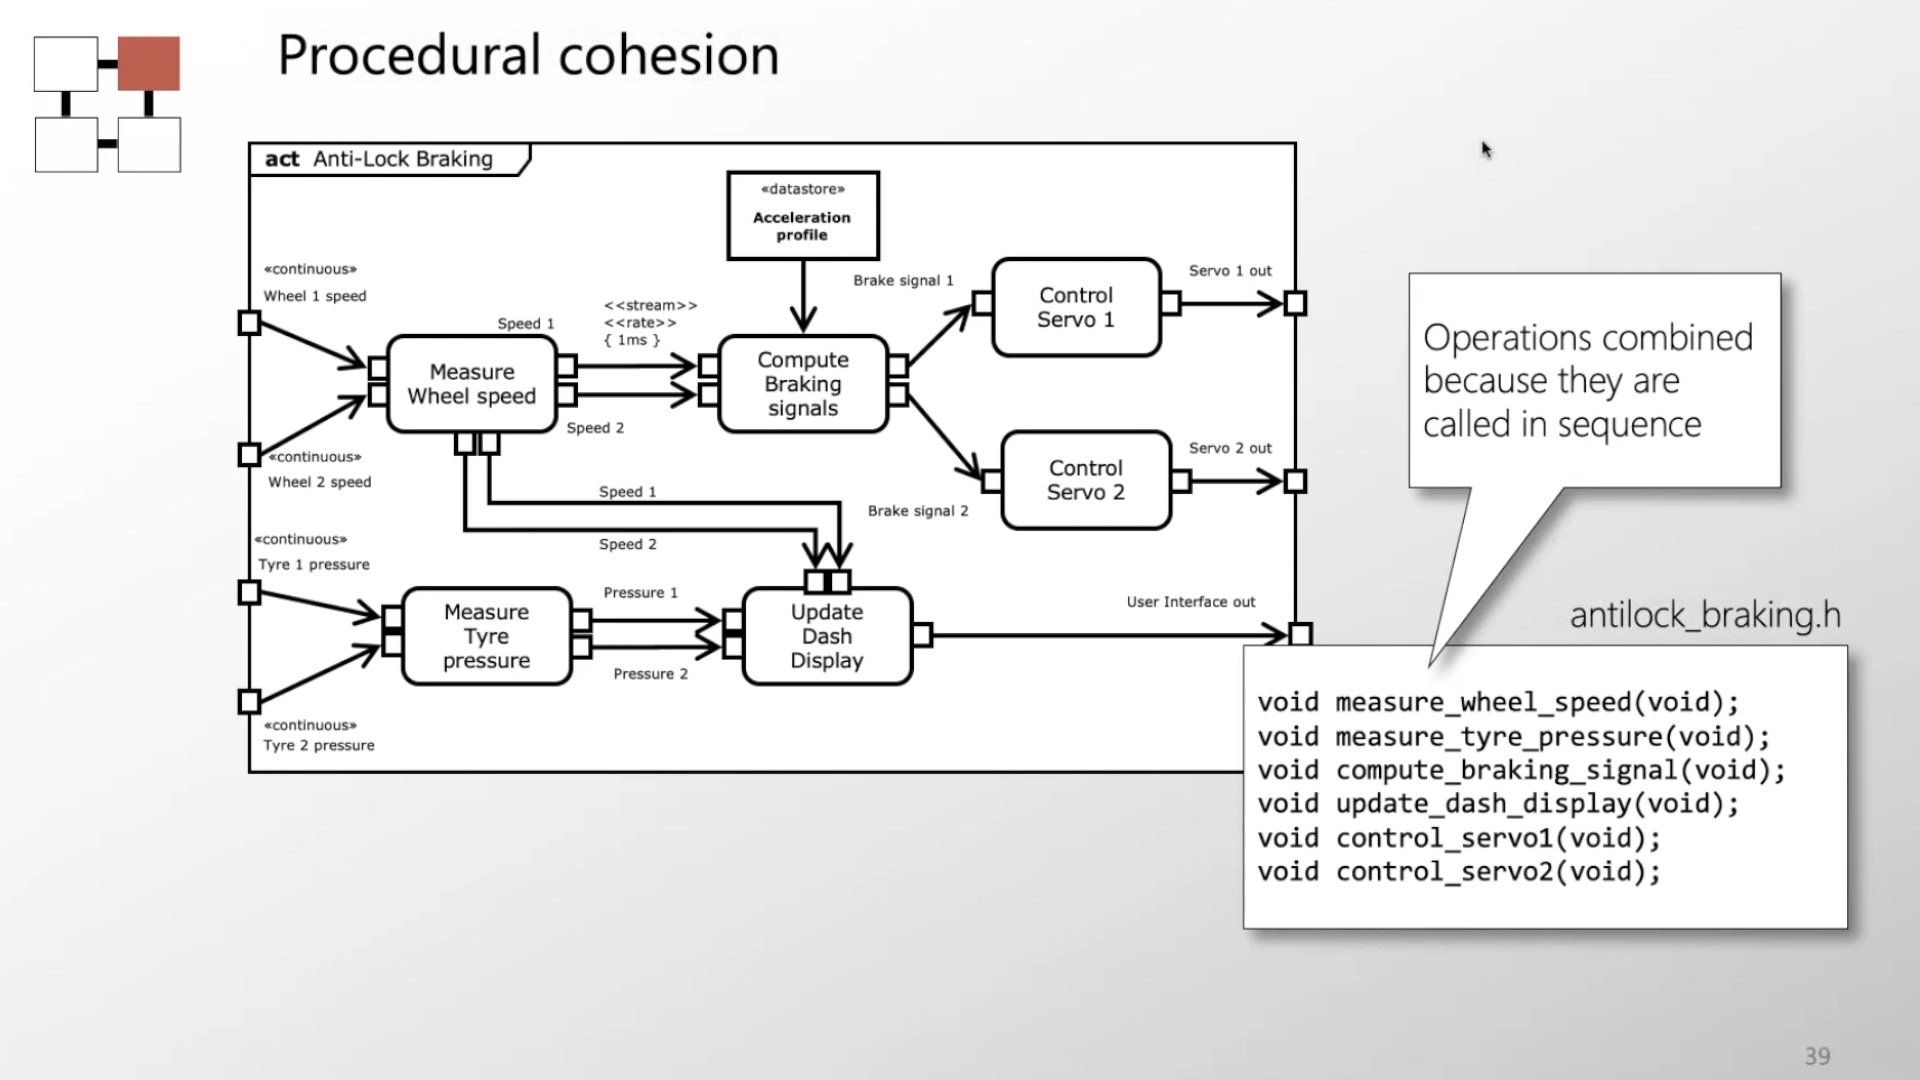 Procedural cohesion
act Anti-Lock Braking
«datastore»
Acceleration
profile
«continuous»
Wheel 1 speed
Speed 1
<<stream>>
<<rate>>
{ 1ms }
Brake signal 1
Control
Servo 1
Servo 1 out
Measure
Wheel speed
Compute
Braking
signals
Speed 2
«continuous»
Wheel 2 speed
Control
Servo 2
Servo 2 out
Brake signal 2
Speed 1
Speed 2
«continuous»
Tyre 1 pressure
Measure
Tyre
pressure
Pressure 1
Pressure 2
Update
Dash
Display
User Interface out
«continuous»
Tyre 2 pressure
Operations combined
because they are
called in sequence
antilock_braking.h
void measure_wheel_speed(void);
void measure_tyre_pressure(void);
void compute_braking_signal(void);
void update_dash_display(void);
void control_servo1(void);
void control_servo2(void);
39